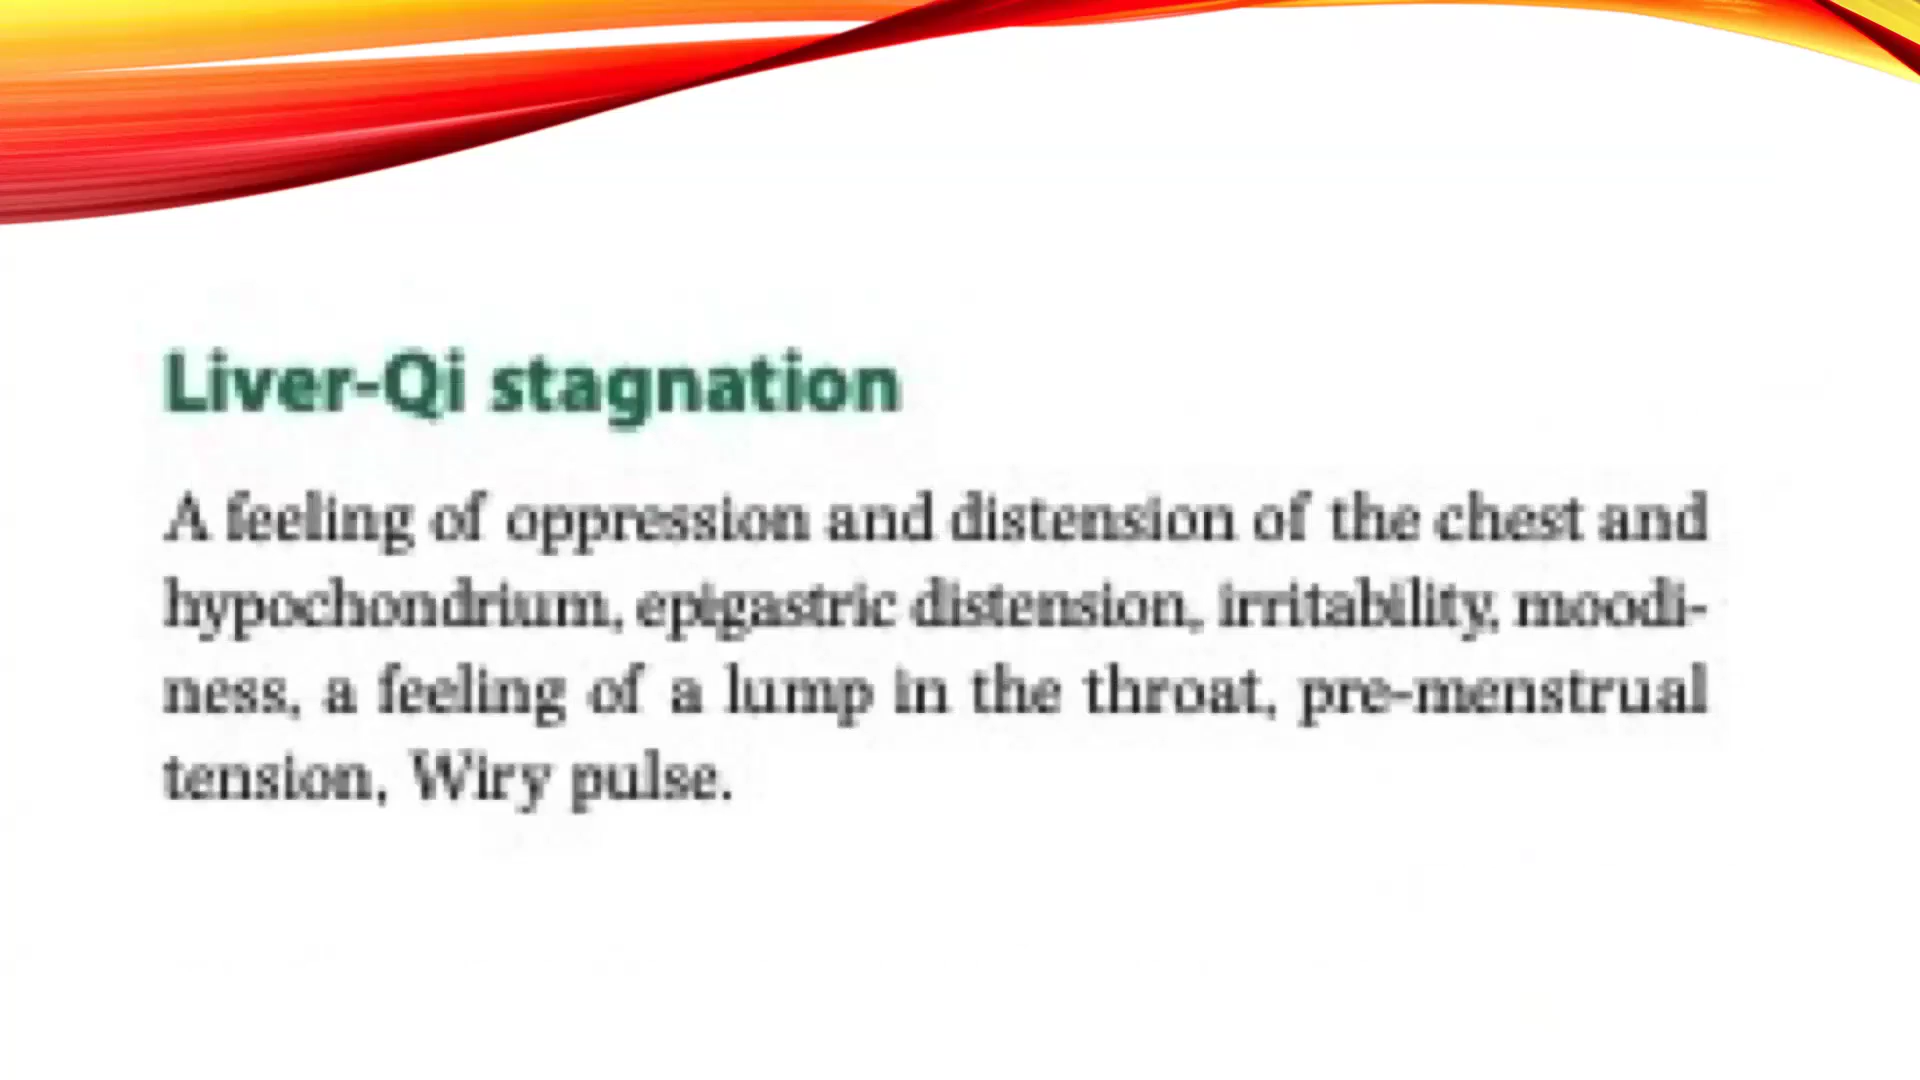 Liver-Qi stagnation
A feeling of oppression and distension of the chest and
hypochondrium, epigastric distension, irritability, moodi-
ness, a feeling of a lump in the throat, pre-menstrual
tension, Wiry pulse.